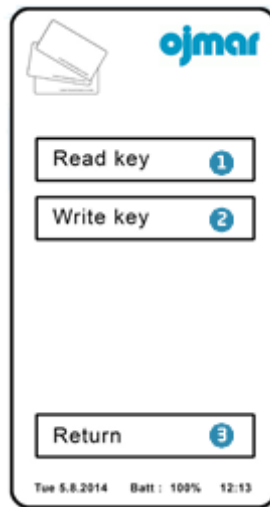 ojmar
Read key 1
Write key 2
Return 3
Tue 5.8.2014 Batt : 100% 12:13